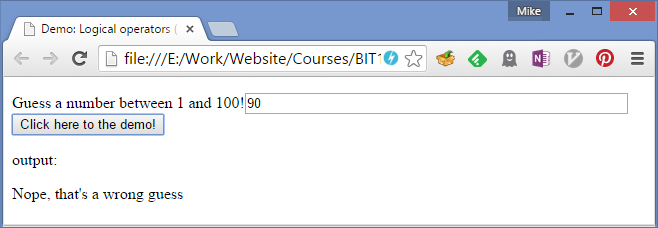 Mike
Demo: Logical operators (
file:///E:/Work/Website/Courses/BIT1
Guess a number between 1 and 100!90
Click here to the demo!
output:
Nope, that's a wrong guess